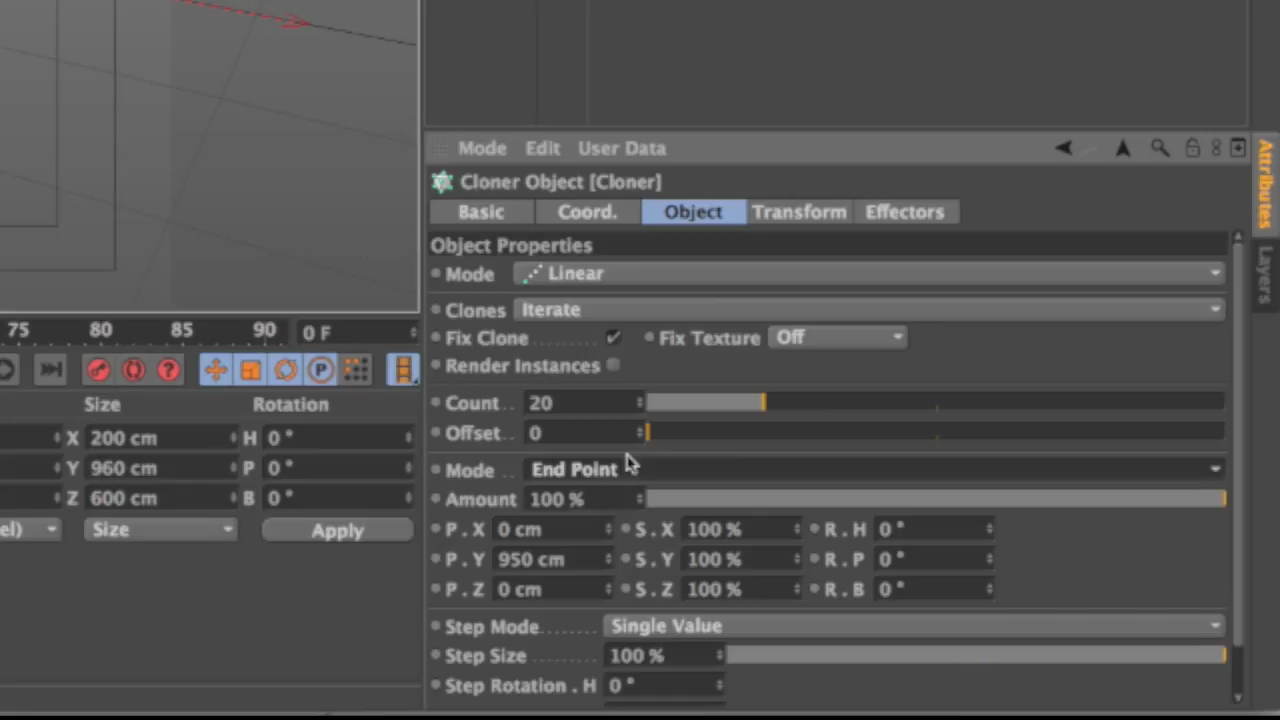 Mode Edit User Data
Cloner Object [Cloner]
Basic Coord. Object Transform Effectors
Object Properties
Mode Linear
Clones Iterate
Fix Clone ........ Fix Texture Off
Render Instances
Count .. 20
Offset .. 0
Mode ... End Point
Amount 100 %
P . X 0 cm S . X 100 % R . H 0 °
P . Y 950 cm S . Y 100 % R . P 0 °
P . Z 0 cm S . Z 100 % R . B 0 °
Step Mode ........ Single Value
Step Size ......... 100 %
Step Rotation . H 0 °
Attributes
Layers
75 80 85 90 0 F
P
Size Rotation
X 200 cm H 0 °
Y 960 cm P 0 °
Z 600 cm B 0 °
el) Size Apply